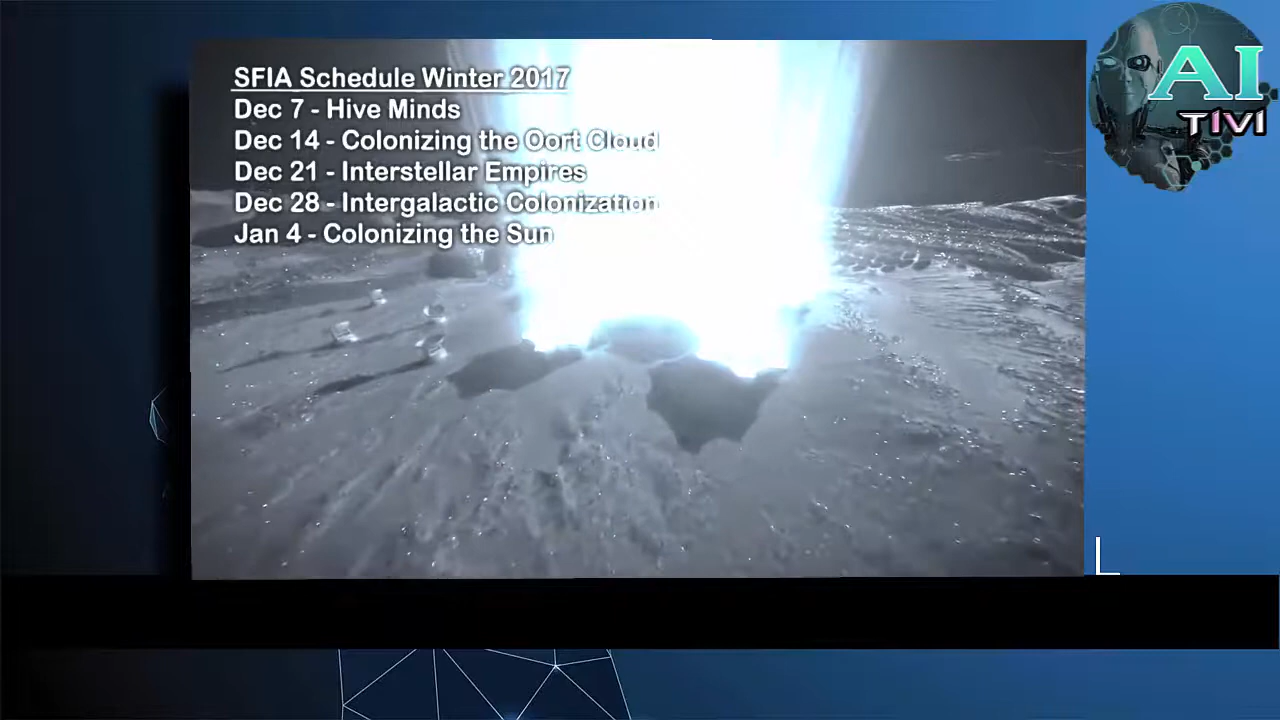 SFIA Schedule Winter 2017
Dec 7 - Hive Minds
Dec 14 - Colonizing the Oort Cloud
Dec 21 - Interstellar Empires
Dec 28 - Intergalactic Colonization
Jan 4 - Colonizing the Sun
AI
TIVI
L